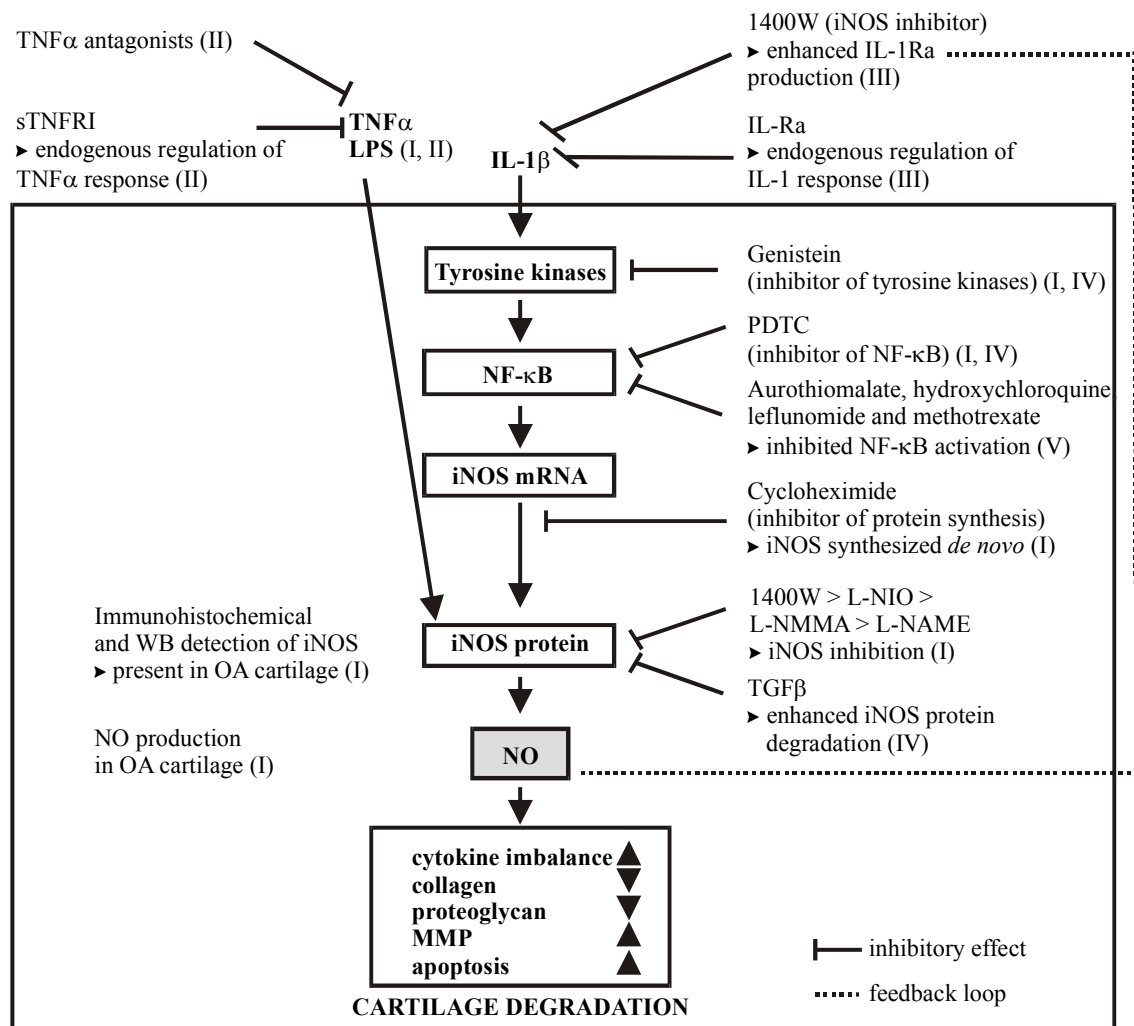 TNFα antagonists (II)
sTNFRI
➤ endogenous regulation of
TNFα response (II)
TNFα
LPS (I, II)
IL-1β
1400W (iNOS inhibitor)
➤ enhanced IL-1Ra
production (III)
IL-Ra
➤ endogenous regulation of
IL-1 response (III)
Tyrosine kinases
Genistein
(inhibitor of tyrosine kinases) (I, IV)
NF-κB
PDTC
(inhibitor of NF-κB) (I, IV)
Aurothiomalate, hydroxychloroquine
leflunomide and methotrexate
➤ inhibited NF-κB activation (V)
iNOS mRNA
Cycloheximide
(inhibitor of protein synthesis)
➤ iNOS synthesized de novo (I)
Immunohistochemical
and WB detection of iNOS
➤ present in OA cartilage (I)
iNOS protein
1400W > L-NIO >
L-NMMA > L-NAME
➤ iNOS inhibition (I)
TGFβ
➤ enhanced iNOS protein
degradation (IV)
NO production
in OA cartilage (I)
NO
cytokine imbalance ▲
collagen ▼
proteoglycan ▼
MMP ▲
apoptosis ▲
CARTILAGE DEGRADATION
inhibitory effect
feedback loop